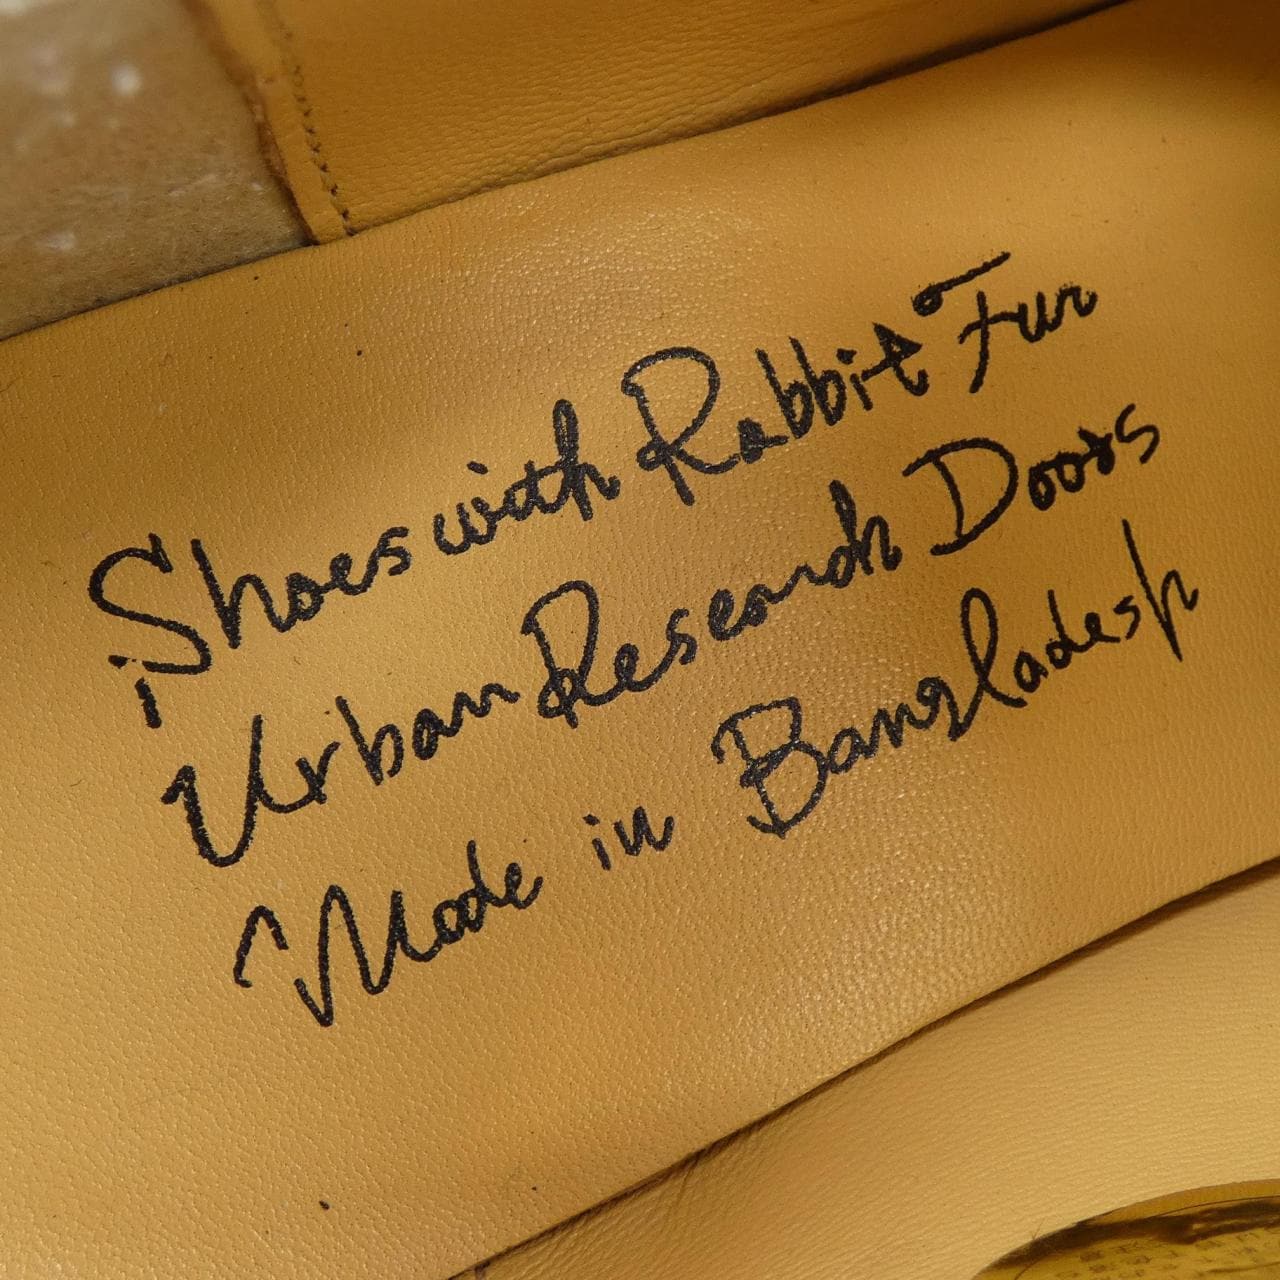 Shoes with Rabbit Fur
Urban Research Doors
Made in Bangladesh